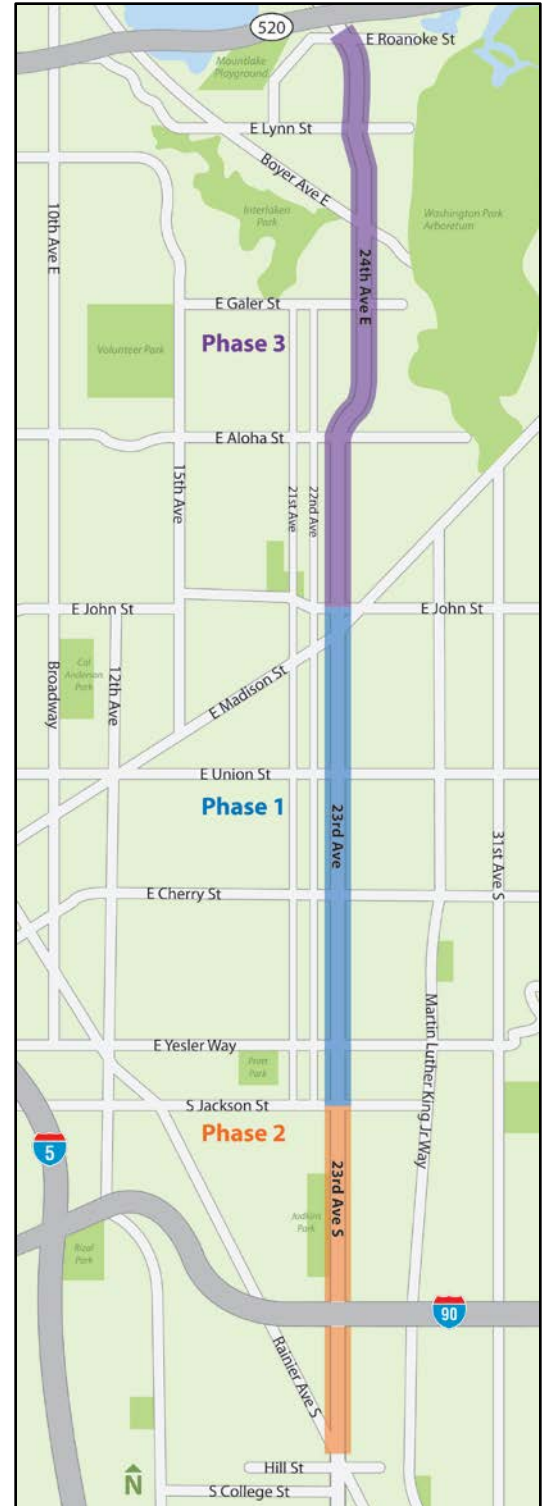 520
E Roanoke St
Mountlake
Playground
E Lynn St
Boyer Ave E
10th Ave E
Interlaken
Park
Washington Park
Arboretum
24th Ave E
E Galer St
Phase 3
Volunteer Park
E Aloha St
15th Ave
21st Ave
22nd Ave
E John St
E John St
Cal
Anderson
Park
Broadway
12th Ave
E Madison St
E Union St
Phase 1
23rd Ave
31st Ave S
E Cherry St
Martin Luther King Jr Way
E Yesler Way
Pratt
Park
S Jackson St
Phase 2
5
23rd Ave S
Judkins
Park
Rizal
Park
90
Rainier Ave S
Hill St
N
S College St